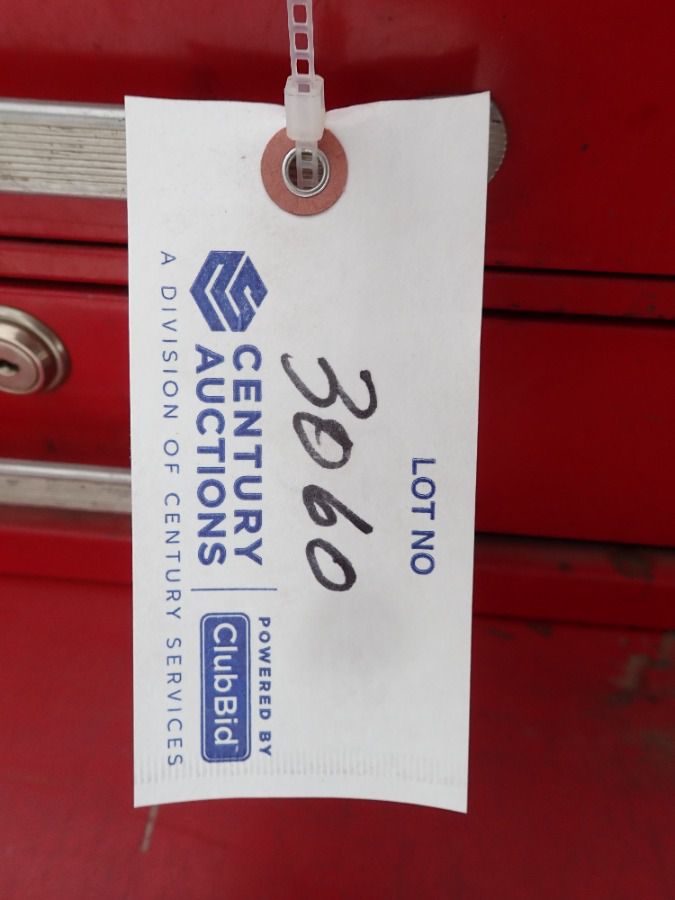 LOT NO
3060
CENTURY
AUCTIONS
A DIVISION OF CENTURY SERVICES
POWERED BY
ClubBid